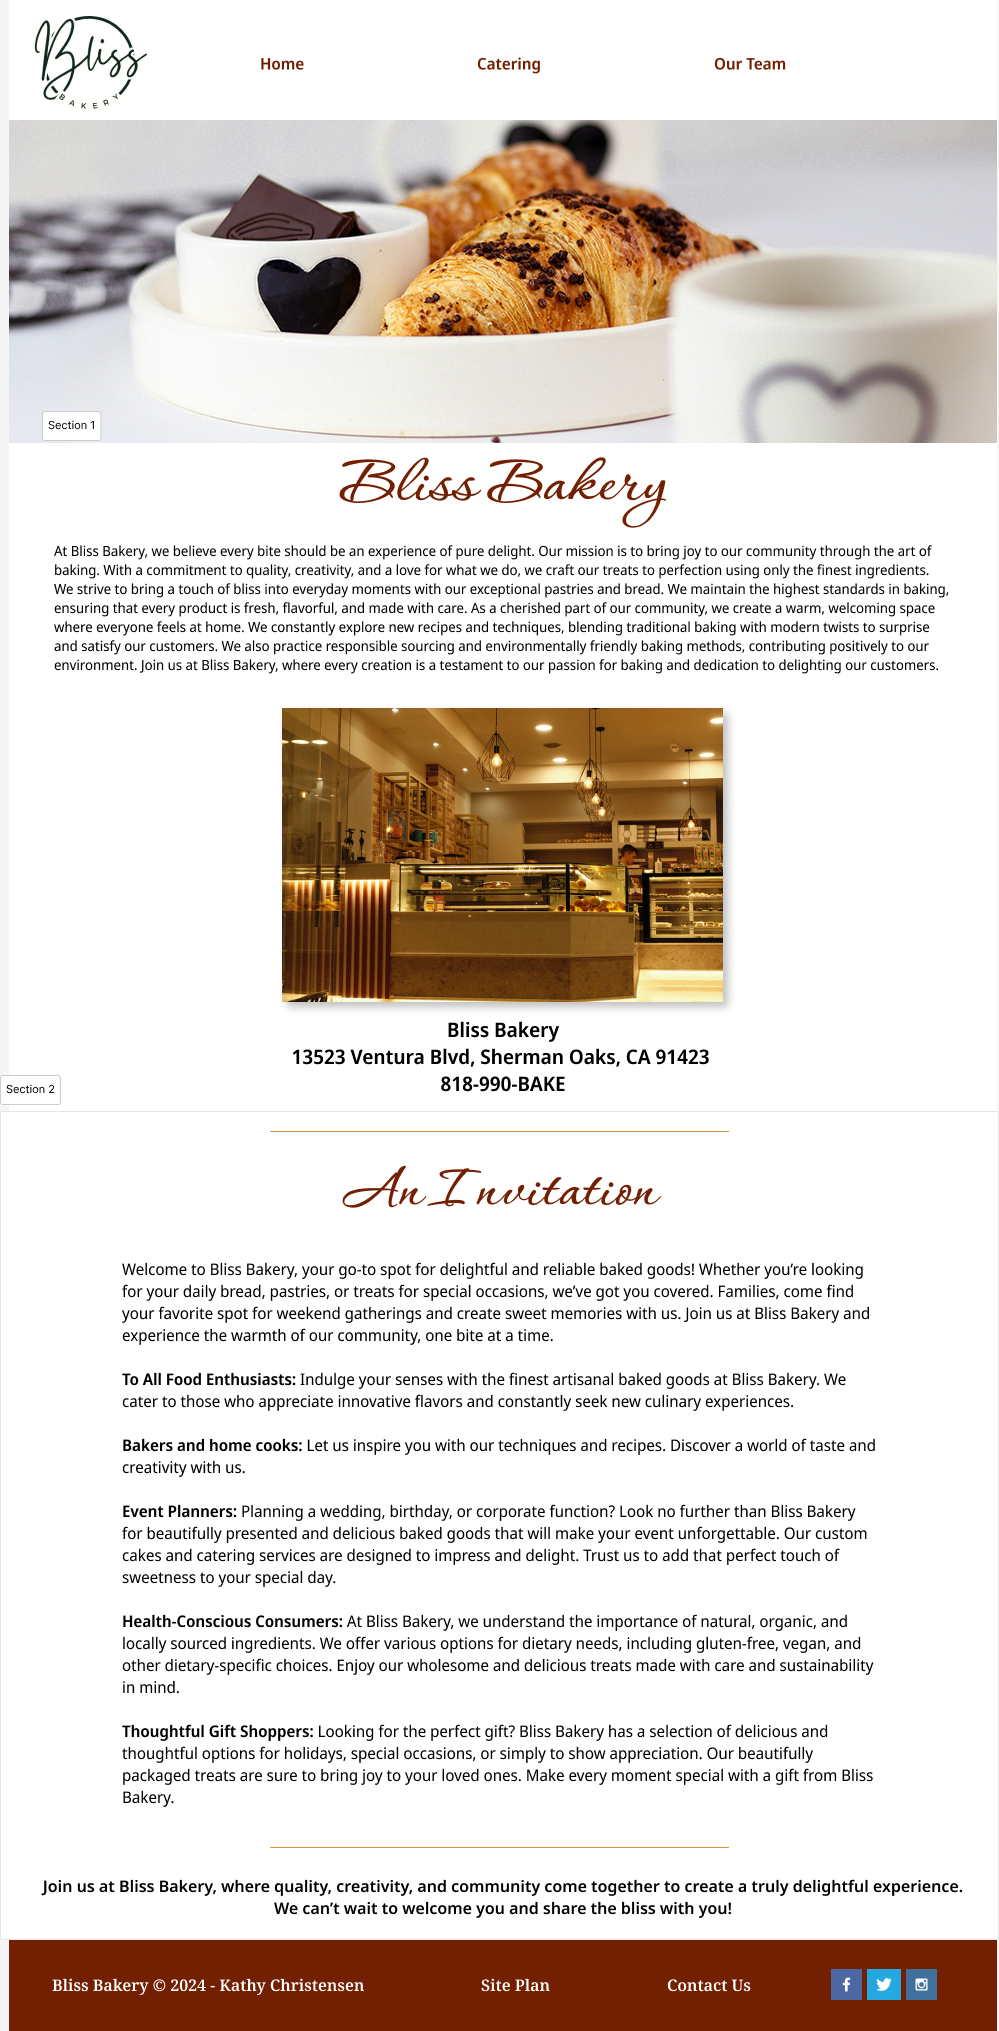 Bliss
BAKERY
Home
Catering
Our Team
Section 1
Bliss Bakery
At Bliss Bakery, we believe every bite should be an experience of pure delight. Our mission is to bring joy to our community through the art of
baking. With a commitment to quality, creativity, and a love for what we do, we craft our treats to perfection using only the finest ingredients.
We strive to bring a touch of bliss into everyday moments with our exceptional pastries and bread. We maintain the highest standards in baking,
ensuring that every product is fresh, flavorful, and made with care. As a cherished part of our community, we create a warm, welcoming space
where everyone feels at home. We constantly explore new recipes and techniques, blending traditional baking with modern twists to surprise
and satisfy our customers. We also practice responsible sourcing and environmentally friendly baking methods, contributing positively to our
environment. Join us at Bliss Bakery, where every creation is a testament to our passion for baking and dedication to delighting our customers.
Bliss Bakery
13523 Ventura Blvd, Sherman Oaks, CA 91423
818-990-BAKE
Section 2
An Invitation
Welcome to Bliss Bakery, your go-to spot for delightful and reliable baked goods! Whether you’re looking
for your daily bread, pastries, or treats for special occasions, we’ve got you covered. Families, come find
your favorite spot for weekend gatherings and create sweet memories with us. Join us at Bliss Bakery and
experience the warmth of our community, one bite at a time.
To All Food Enthusiasts: Indulge your senses with the finest artisanal baked goods at Bliss Bakery. We
cater to those who appreciate innovative flavors and constantly seek new culinary experiences.
Bakers and home cooks: Let us inspire you with our techniques and recipes. Discover a world of taste and
creativity with us.
Event Planners: Planning a wedding, birthday, or corporate function? Look no further than Bliss Bakery
for beautifully presented and delicious baked goods that will make your event unforgettable. Our custom
cakes and catering services are designed to impress and delight. Trust us to add that perfect touch of
sweetness to your special day.
Health-Conscious Consumers: At Bliss Bakery, we understand the importance of natural, organic, and
locally sourced ingredients. We offer various options for dietary needs, including gluten-free, vegan, and
other dietary-specific choices. Enjoy our wholesome and delicious treats made with care and sustainability
in mind.
Thoughtful Gift Shoppers: Looking for the perfect gift? Bliss Bakery has a selection of delicious and
thoughtful options for holidays, special occasions, or simply to show appreciation. Our beautifully
packaged treats are sure to bring joy to your loved ones. Make every moment special with a gift from Bliss
Bakery.
Join us at Bliss Bakery, where quality, creativity, and community come together to create a truly delightful experience.
We can’t wait to welcome you and share the bliss with you!
Bliss Bakery © 2024 - Kathy Christensen
Site Plan
Contact Us